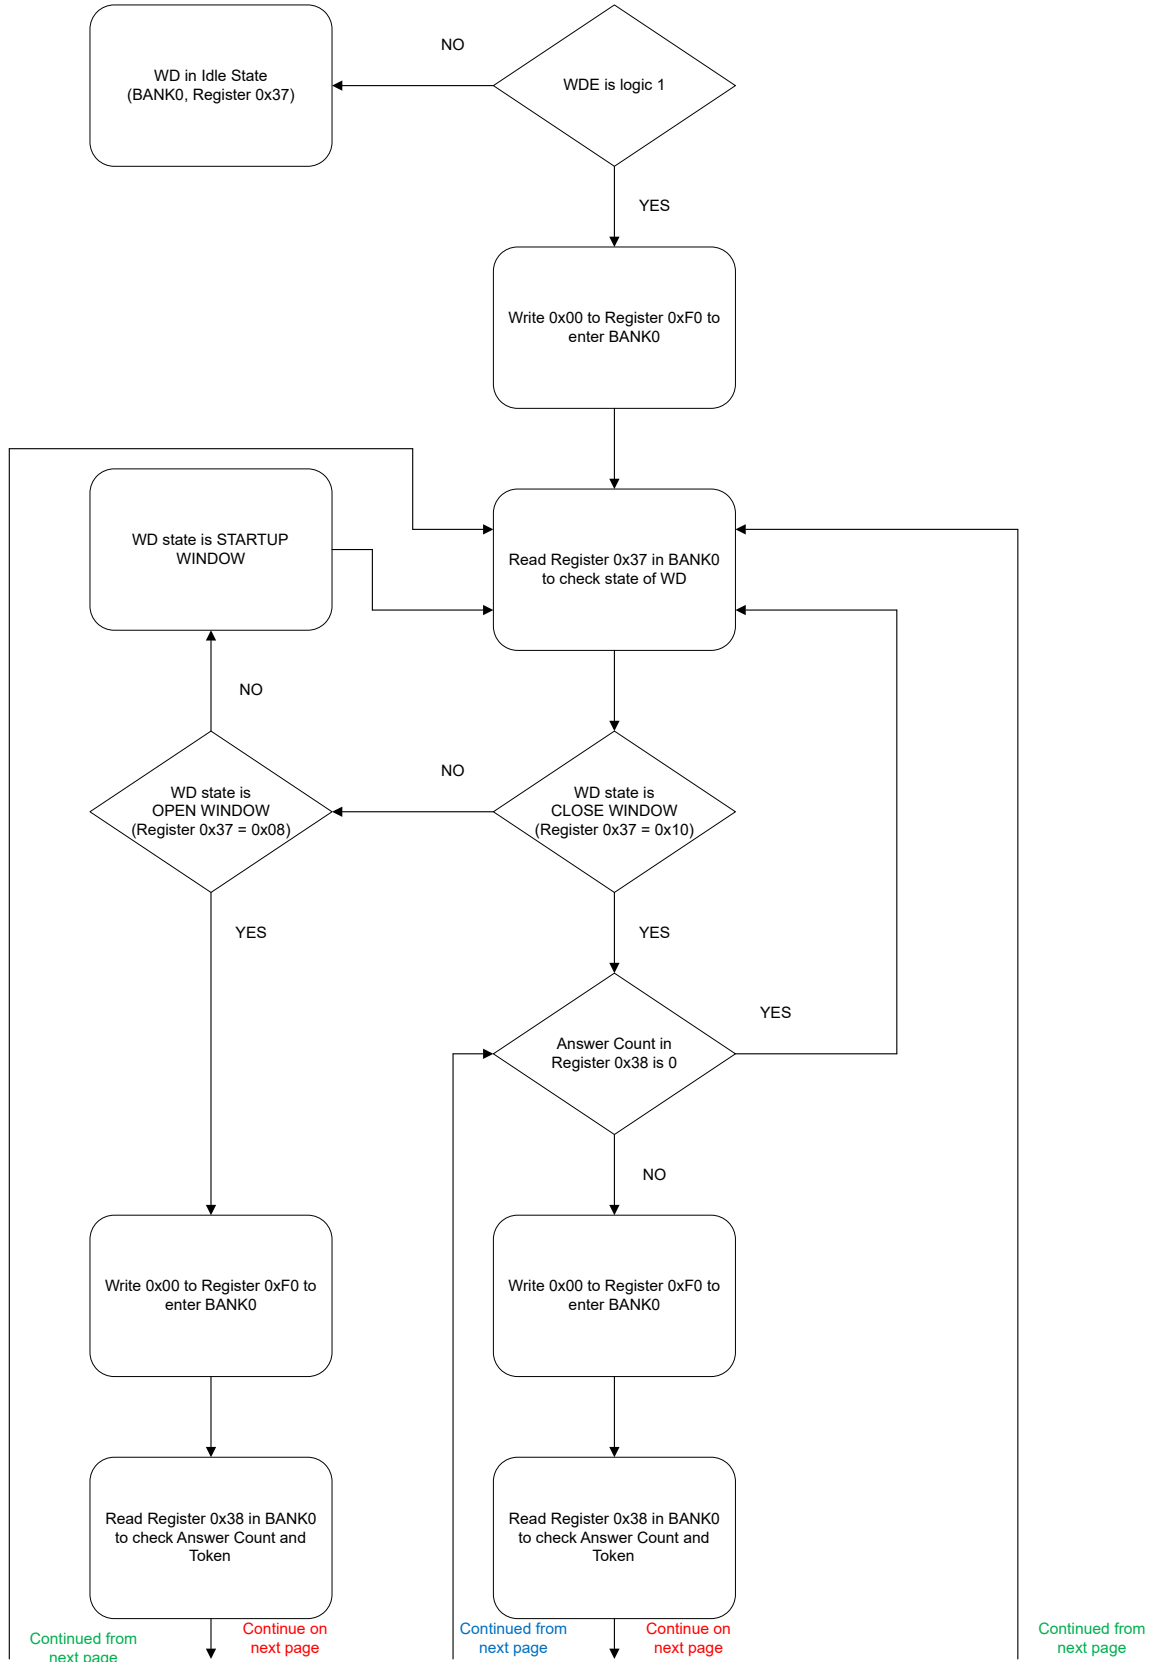 NO
WD in Idle State
(BANK0, Register 0x37)
WDE is logic 1
YES
Write 0x00 to Register 0xF0 to
enter BANK0
WD state is STARTUP
WINDOW
Read Register 0x37 in BANK0
to check state of WD
NO
WD state is
OPEN WINDOW
(Register 0x37 = 0x08)
NO
WD state is
CLOSE WINDOW
(Register 0x37 = 0x10)
YES
YES
Answer Count in
Register 0x38 is 0
YES
NO
Write 0x00 to Register 0xF0 to
enter BANK0
Write 0x00 to Register 0xF0 to
enter BANK0
Read Register 0x38 in BANK0
to check Answer Count and
Token
Read Register 0x38 in BANK0
to check Answer Count and
Token
Continued from
next page
Continue on
next page
Continued from
next page
Continue on
next page
Continued from
next page